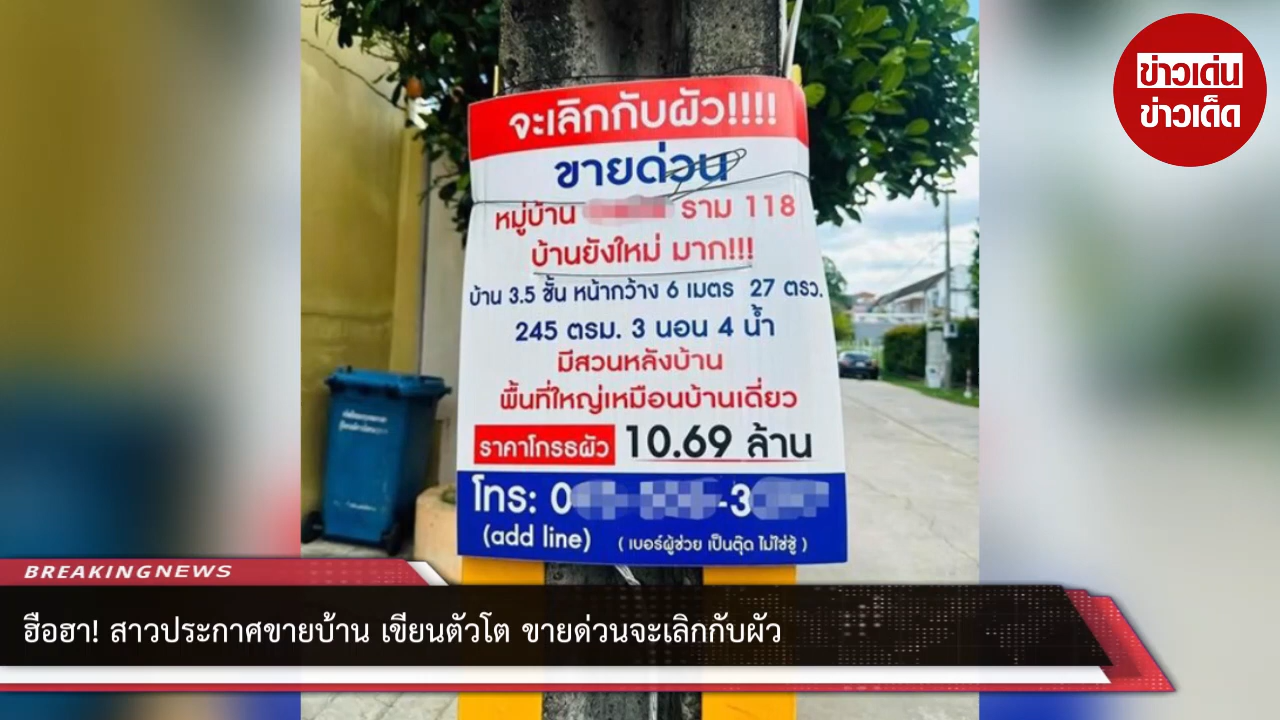 ข่าวเด่น
ข่าวเด็ด
จะเลิกกับผัว!!!!
ขายด่วน
หมู่บ้าน ราม 118
บ้านยังใหม่ มาก!!!
บ้าน 3.5 ชั้น หน้ากว้าง 6 เมตร 27 ตรว.
245 ตรม. 3 นอน 4 น้ำ
มีสวนหลังบ้าน
พื้นที่ใหญ่เหมือนบ้านเดี่ยว
ราคาโกรธผัว 10.69 ล้าน
โทร: 0 -3
(add line) ( เบอร์ผู้ช่วย เป็นตุ๊ด ไม่ใช่ชู้ )
BREAKING NEWS
ฮือฮา! สาวประกาศขายบ้าน เขียนตัวโต ขายด่วนจะเลิกกับผัว